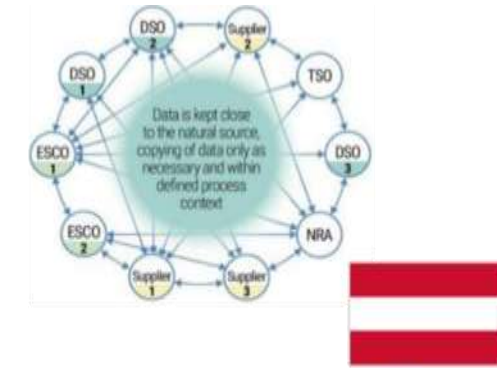 DSO
2
Supplier
2
DSO
1
TSO
Data is kept close
to the natural source,
copying of data only as
necessary and within
defined process
context
ESCO
1
DSO
3
ESCO
2
NRA
Supplier
1
Supplier
3